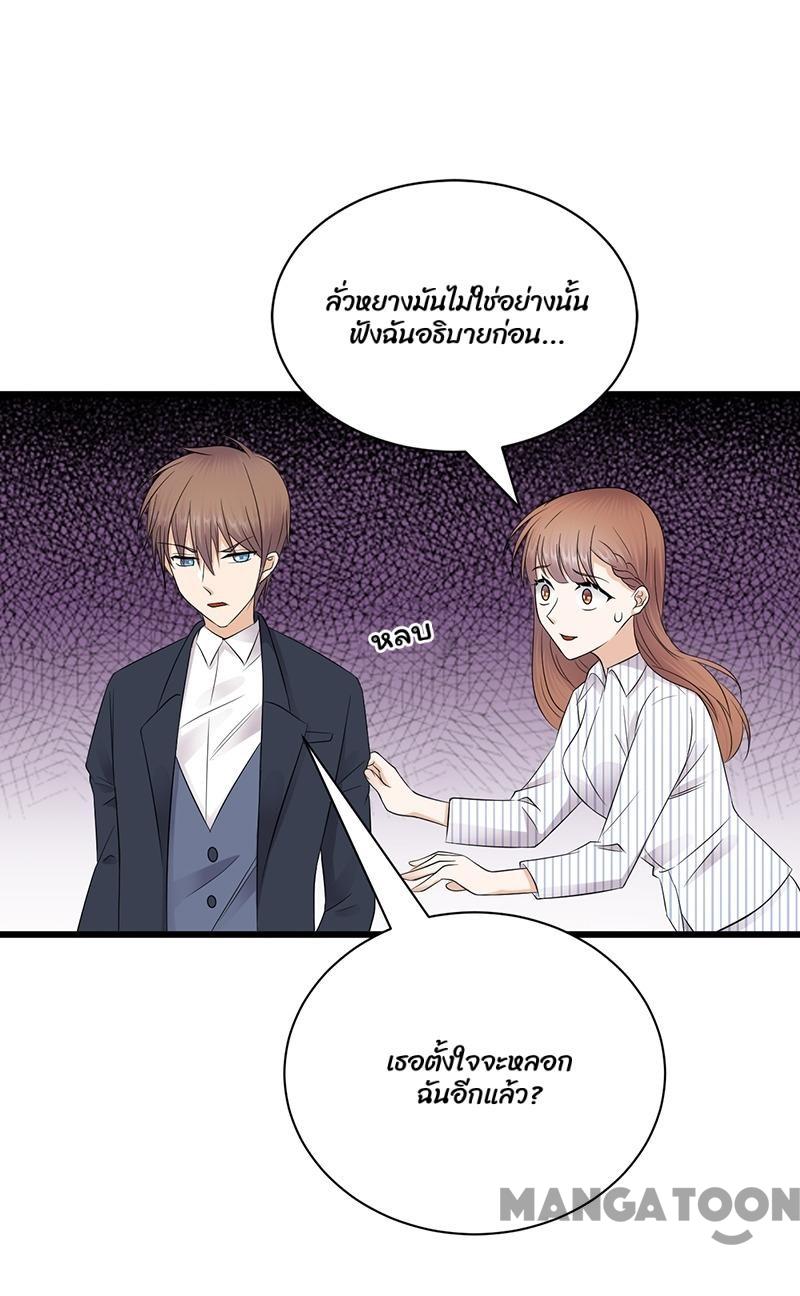 ลั่วหยางมันไม่ใช่อย่างนั้น
ฟังฉันอธิบายก่อน...
หลบ
เธอตั้งใจจะหลอก
ฉันอีกแล้ว?
MANGATOON